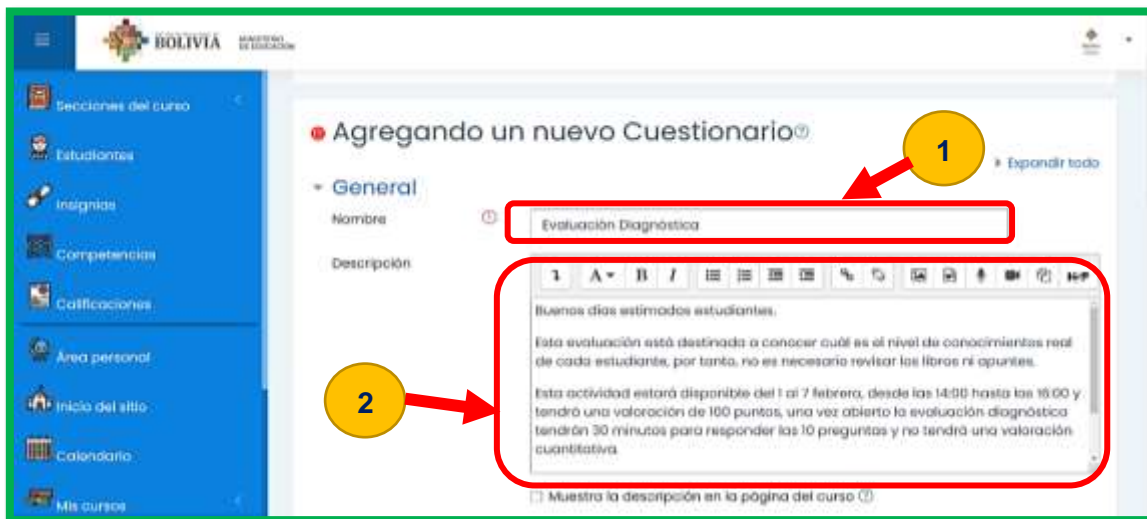 BOLIVIA MINISTERIO DE EDUCACIÓN
Secciones del curso
Estudiantes
Insignias
Competencias
Calificaciones
Área personal
Inicio del sitio
Calendario
Mis cursos
Agregando un nuevo Cuestionario
1
Expandir todo
General
Nombre
Evaluación Diagnóstica
Descripción
A B I
2
Buenos días estimados estudiantes.
Esta evaluación está destinada a conocer cuál es el nivel de conocimientos real
de cada estudiante, por tanto, no es necesario revisar los libros ni apuntes.
Esta actividad estará disponible del 1 al 7 febrero, desde las 14:00 hasta las 16:00 y
tendrá una valoración de 100 puntos, una vez abierto la evaluación diagnóstica
tendrán 30 minutos para responder las 10 preguntas y no tendrá una valoración
cuantitativa
Muestra la descripción en la página del curso